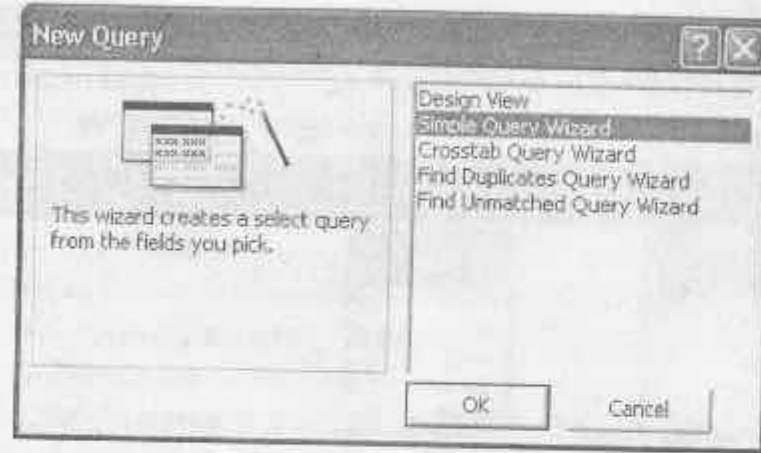 New Query
Design View
Simple Query Wizard
Crosstab Query Wizard
Find Duplicates Query Wizard
Find Unmatched Query Wizard
This wizard creates a select query
from the fields you pick.
OK
Cancel